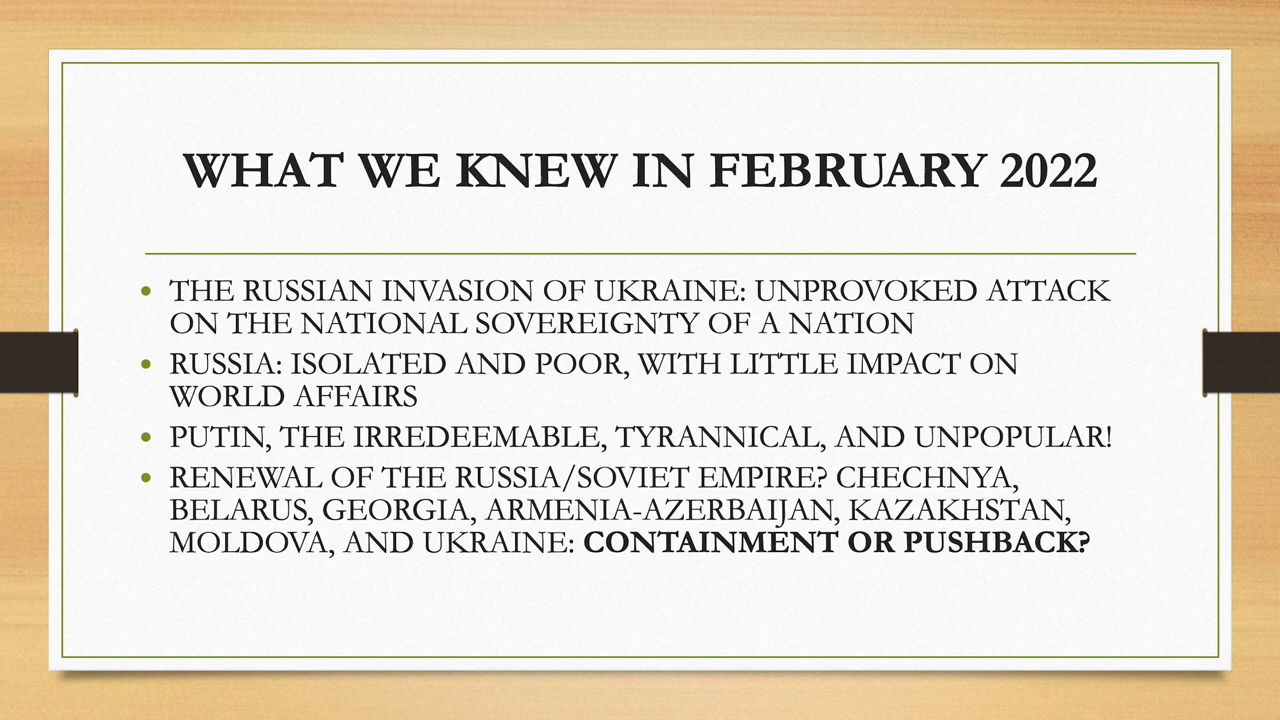 WHAT WE KNEW IN FEBRUARY 2022
• THE RUSSIAN INVASION OF UKRAINE: UNPROVOKED ATTACK
ON THE NATIONAL SOVEREIGNTY OF A NATION
• RUSSIA: ISOLATED AND POOR, WITH LITTLE IMPACT ON
WORLD AFFAIRS
• PUTIN, THE IRREDEEMABLE, TYRANNICAL, AND UNPOPULAR!
• RENEWAL OF THE RUSSIA/SOVIET EMPIRE? CHECHNYA,
BELARUS, GEORGIA, ARMENIA-AZERBAIJAN, KAZAKHSTAN,
MOLDOVA, AND UKRAINE: CONTAINMENT OR PUSHBACK?